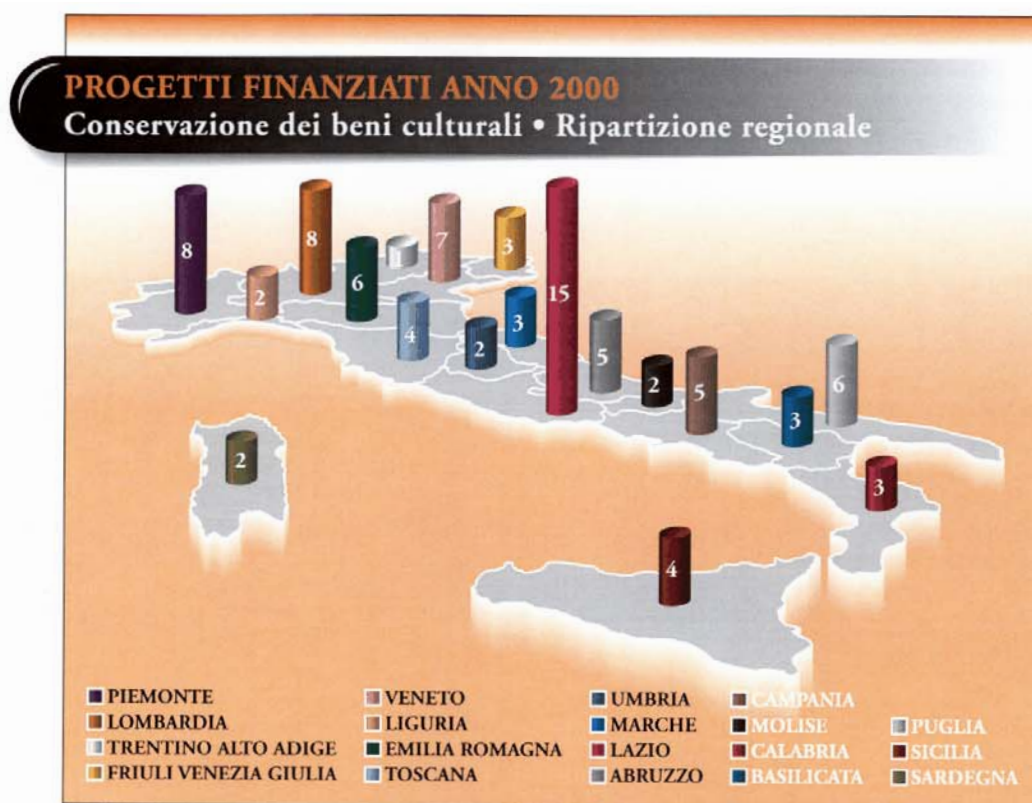 PROGETTI FINANZIATI ANNO 2000
Conservazione dei beni culturali • Ripartizione regionale
8
2
8
6
1
7
3
4
2
3
15
5
2
5
3
6
3
2
4
PIEMONTE
LOMBARDIA
TRENTINO ALTO ADIGE
FRIULI VENEZIA GIULIA
VENETO
LIGURIA
EMILIA ROMAGNA
TOSCANA
UMBRIA
MARCHE
LAZIO
ABRUZZO
CAMPANIA
MOLISE
CALABRIA
BASILICATA
PUGLIA
SICILIA
SARDEGNA